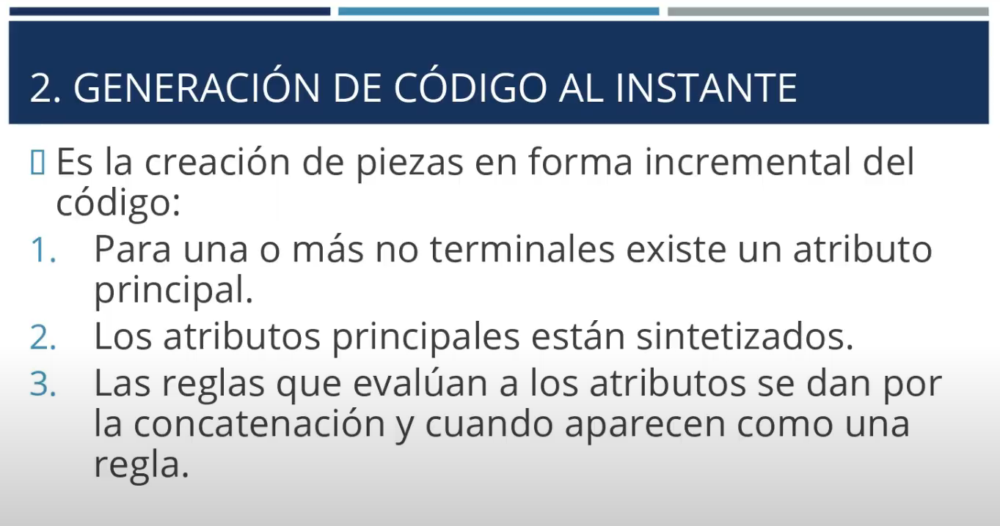 2. GENERACIÓN DE CÓDIGO AL INSTANTE
Es la creación de piezas en forma incremental del
código:
1. Para una o más no terminales existe un atributo
principal.
2. Los atributos principales están sintetizados.
3. Las reglas que evalúan a los atributos se dan por
la concatenación y cuando aparecen como una
regla.